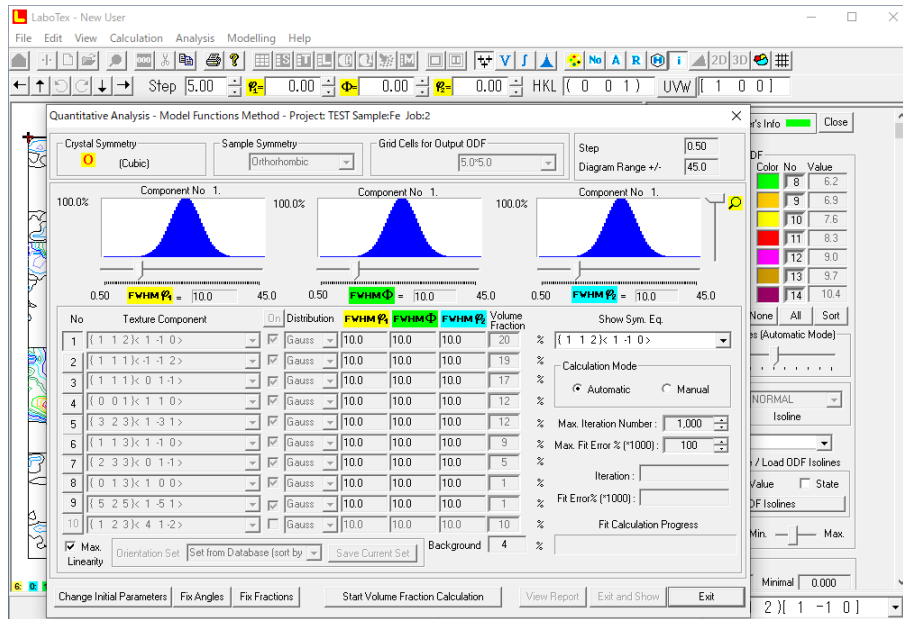 LaboTex - New User
File Edit View Calculation Analysis Modelling Help
No A R H i 2D 3D
Step 5.00 φ1= 0.00 Φ= 0.00 φ2= 0.00 HKL ( 0 0 1 ) UVW [ 1 0 0 ]
Quantitative Analysis - Model Functions Method - Project: TEST Sample:Fe Job:2
r's Info Close
Crystal Symmetry Sample Symmetry Grid Cells for Output ODF
O (Cubic) Orthorhombic 5.0*5.0
Step 0.50
Diagram Range +/- 45.0
DF
Color No Value
8 6.2
9 6.9
10 7.6
11 8.3
12 9.0
13 9.7
14 10.4
None All Sort
s (Automatic Mode)
NORMAL
Isoline
e / Load ODF Isolines
Value State
DF Isolines
Min. Max.
Minimal 0.000
2 )[ 1 -1 0 ]
Component No 1. Component No 1. Component No 1.
100.0% 100.0% 100.0%
0.50 FWHM φ1 = 10.0 45.0 0.50 FWHM Φ = 10.0 45.0 0.50 FWHM φ2 = 10.0 45.0
No Texture Component On Distribution FWHM φ1 FWHM Φ FWHM φ2 Volume Fraction
1 { 1 1 2}< 1 -1 0> Gauss 10.0 10.0 10.0 20 %
2 { 1 1 1}<-1 -1 2> Gauss 10.0 10.0 10.0 19 %
3 { 1 1 1}< 0 1 -1> Gauss 10.0 10.0 10.0 17 %
4 { 0 0 1}< 1 1 0> Gauss 10.0 10.0 10.0 12 %
5 { 3 2 3}< 1 -3 1> Gauss 10.0 10.0 10.0 12 %
6 { 1 1 3}< 1 -1 0> Gauss 10.0 10.0 10.0 9 %
7 { 2 3 3}< 0 1 -1> Gauss 10.0 10.0 10.0 5 %
8 { 0 1 3}< 1 0 0> Gauss 10.0 10.0 10.0 1 %
9 { 5 2 5}< 1 -5 1> Gauss 10.0 10.0 10.0 1 %
10 { 1 2 3}< 4 1 -2> Gauss 10.0 10.0 10.0 10 %
Max. Linearity Orientation Set Set from Database (sort by Save Current Set Background 4 %
Show Sym. Eq.
{ 1 1 2}< 1 -1 0>
Calculation Mode
Automatic Manual
Max. Iteration Number : 1,000
Max. Fit Error % (*1000) : 100
Iteration :
Fit Error% (*1000) :
Fit Calculation Progress
6: 0:
Change Initial Parameters Fix Angles Fix Fractions Start Volume Fraction Calculation View Report Exit and Show Exit